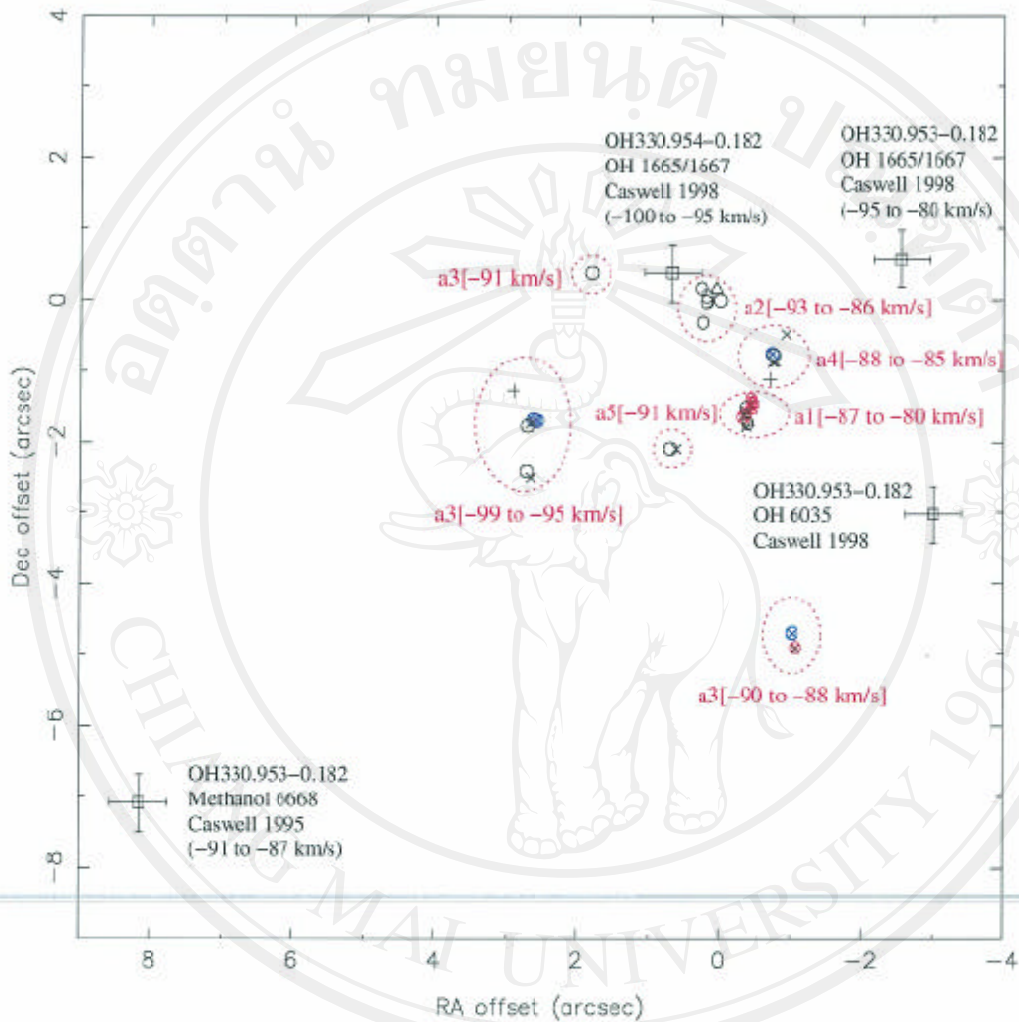 4
2
0
−2
−4
−6
−8
Dec offset (arcsec)
OH330.954−0.182
OH 1665/1667
Caswell 1998
(−100 to −95 km/s)
OH330.953−0.182
OH 1665/1667
Caswell 1998
(−95 to −80 km/s)
a3[−91 km/s]
a2[−93 to −86 km/s]
a4[−88 to −85 km/s]
a5[−91 km/s]
a1[−87 to −80 km/s]
a3[−99 to −95 km/s]
OH330.953−0.182
OH 6035
Caswell 1998
a3[−90 to −88 km/s]
OH330.953−0.182
Methanol 6668
Caswell 1995
(−91 to −87 km/s)
8
6
4
2
0
−2
−4
RA offset (arcsec)
CHIANG MAI UNIVERSITY 1964